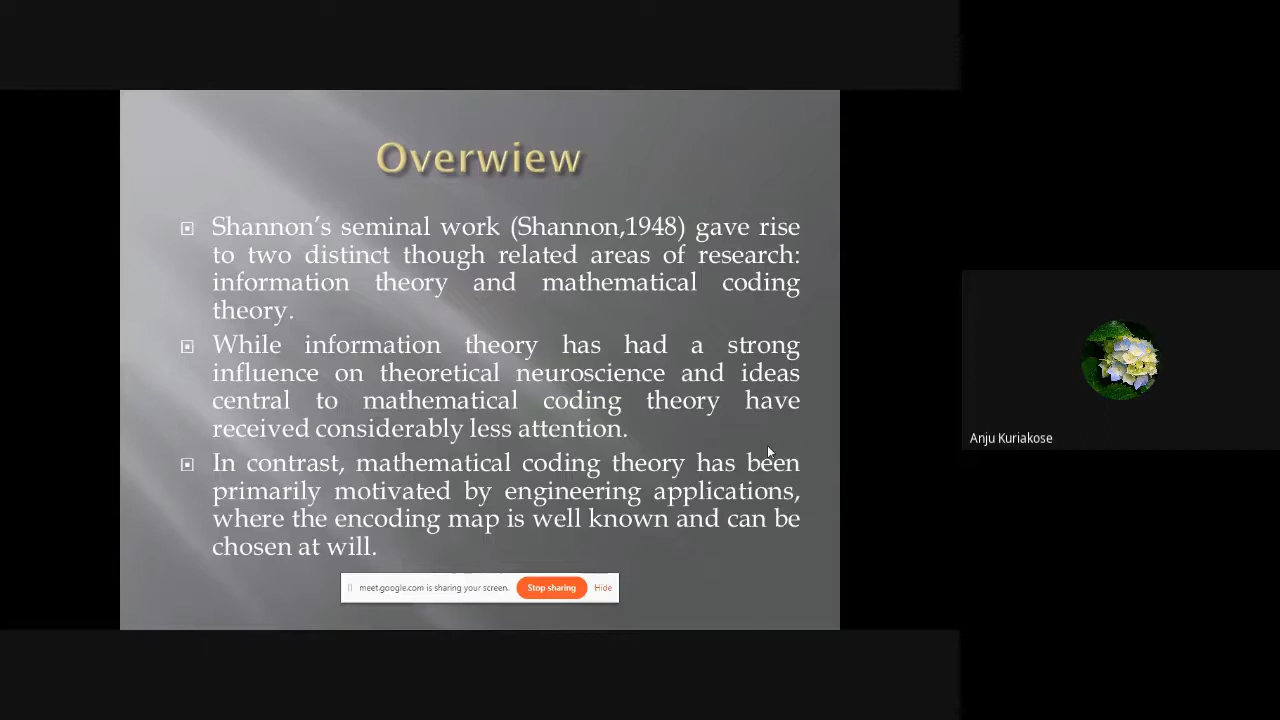 Overwiew
Shannon's seminal work (Shannon,1948) gave rise
to two distinct though related areas of research:
information theory and mathematical coding
theory.
While information theory has had a strong
influence on theoretical neuroscience and ideas
central to mathematical coding theory have
received considerably less attention.
In contrast, mathematical coding theory has been
primarily motivated by engineering applications,
where the encoding map is well known and can be
chosen at will.
meet.google.com is sharing your screen. Stop sharing Hide
Anju Kuriakose